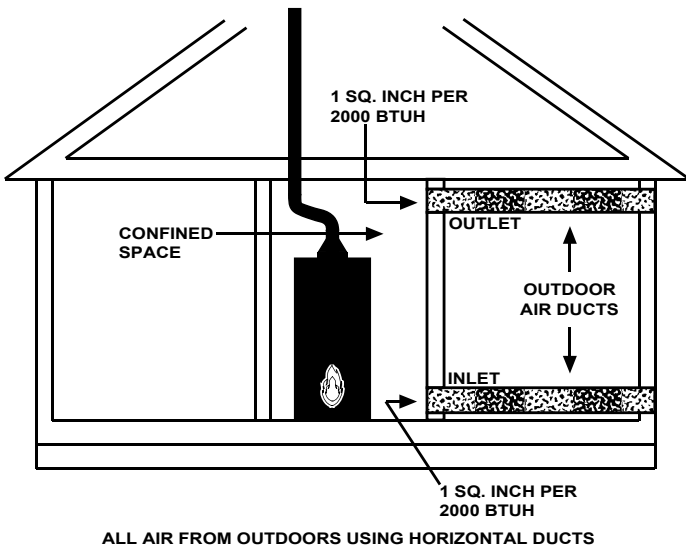 1 SQ. INCH PER
2000 BTUH
OUTLET
CONFINED
SPACE
OUTDOOR
AIR DUCTS
INLET
1 SQ. INCH PER
2000 BTUH
ALL AIR FROM OUTDOORS USING HORIZONTAL DUCTS